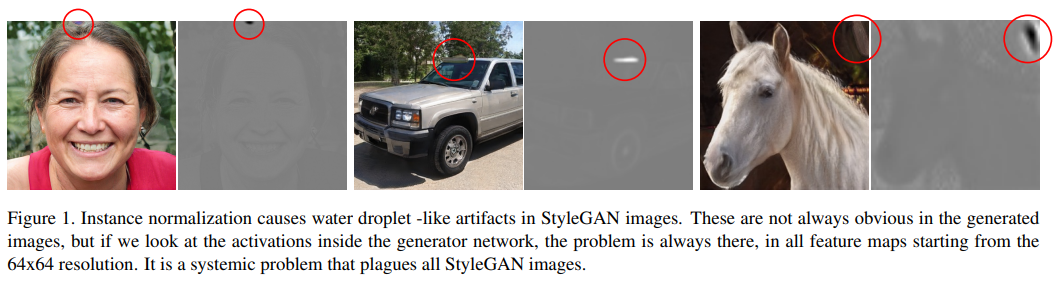 Figure 1. Instance normalization causes water droplet -like artifacts in StyleGAN images. These are not always obvious in the generated
images, but if we look at the activations inside the generator network, the problem is always there, in all feature maps starting from the
64x64 resolution. It is a systemic problem that plagues all StyleGAN images.